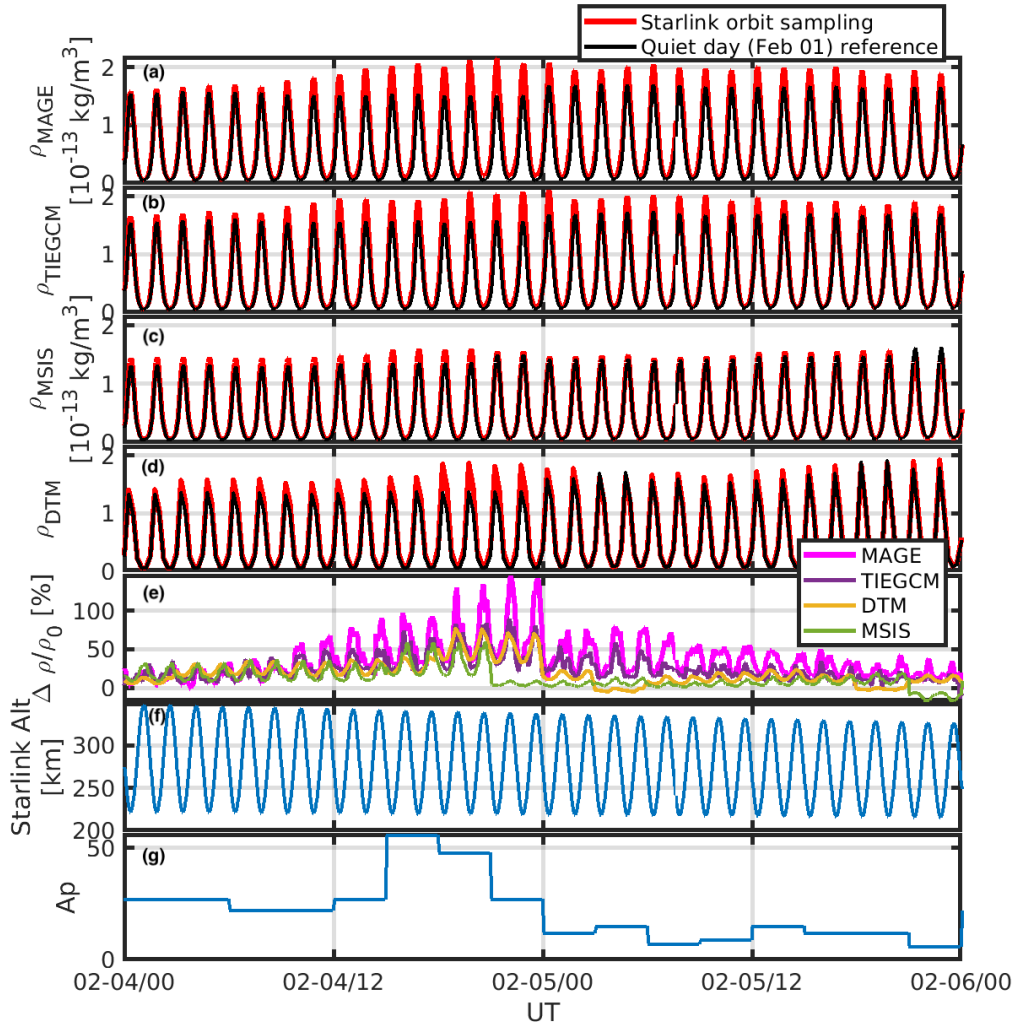 Starlink orbit sampling
Quiet day (Feb 01) reference
(a)
ρMAGE
[10-13 kg/m3]
2
1
0
(b)
ρTIEGCM
2
1
0
(c)
ρMSIS
[10-13 kg/m3]
2
1
0
(d)
ρDTM
2
1
0
MAGE
TIEGCM
DTM
MSIS
(e)
Δ ρ/ρ0 [%]
100
50
0
(f)
Starlink Alt
[km]
300
250
200
(g)
Ap
50
0
02-04/00 02-04/12 02-05/00 02-05/12 02-06/00
UT